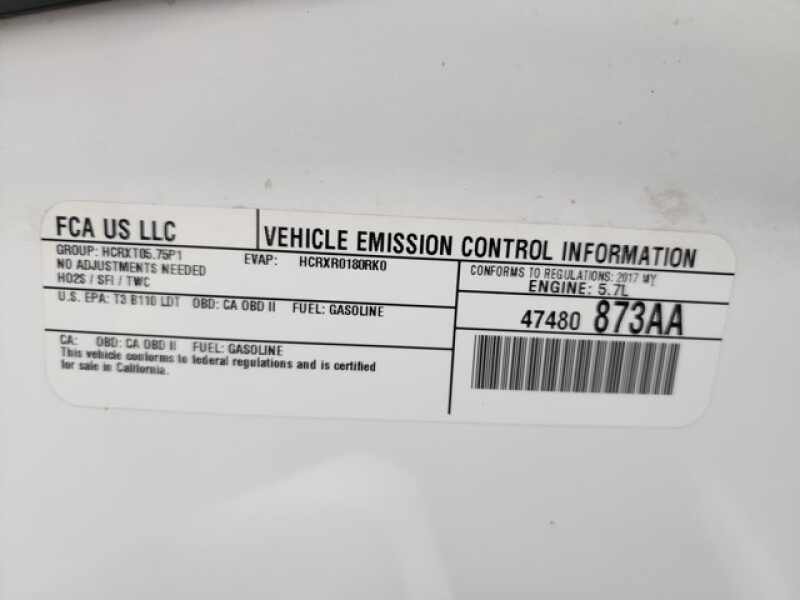 FCA US LLC
VEHICLE EMISSION CONTROL INFORMATION
GROUP: HCRXT05.75P1 EVAP: HCRXR0180RK0
NO ADJUSTMENTS NEEDED
HO2S / SFI / TWC
CONFORMS TO REGULATIONS: 2017 MY
ENGINE: 5.7L
U.S. EPA: T3 B110 LDT OBD: CA OBD II FUEL: GASOLINE
47480 873AA
CA: OBD: CA OBD II FUEL: GASOLINE
This vehicle conforms to federal regulations and is certified
for sale in California.